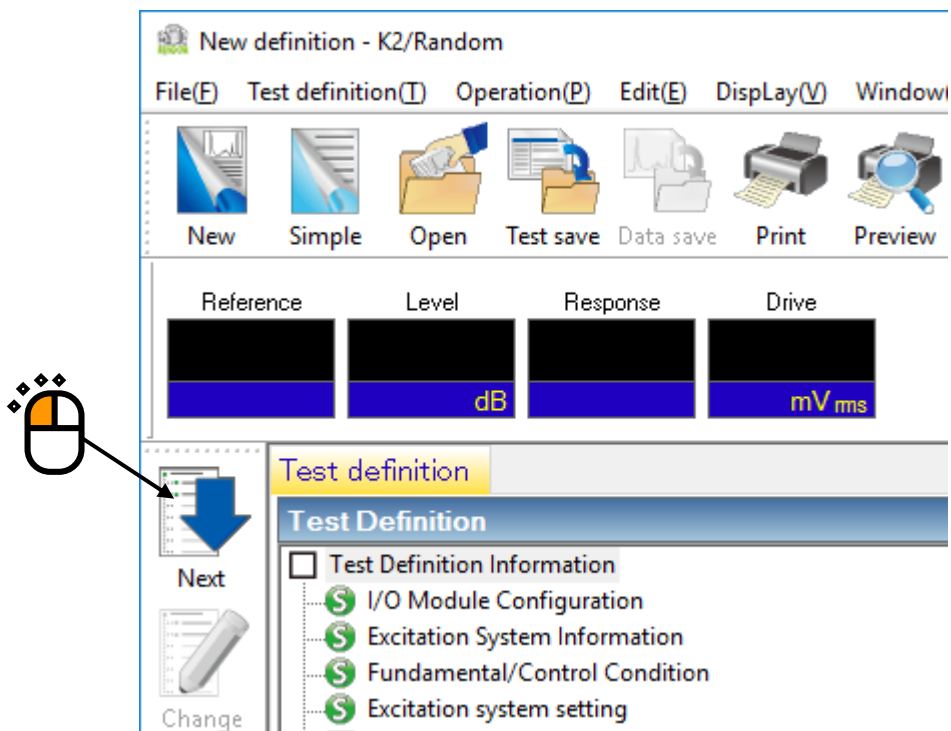 New definition - K2/Random
File(F) Test definition(T) Operation(P) Edit(E) DispLay(V) Window(
New Simple Open Test save Data save Print Preview
Reference Level Response Drive
dB mV rms
Test definition
Test Definition
Next
Test Definition Information
S I/O Module Configuration
S Excitation System Information
S Fundamental/Control Condition
S Excitation system setting
Change